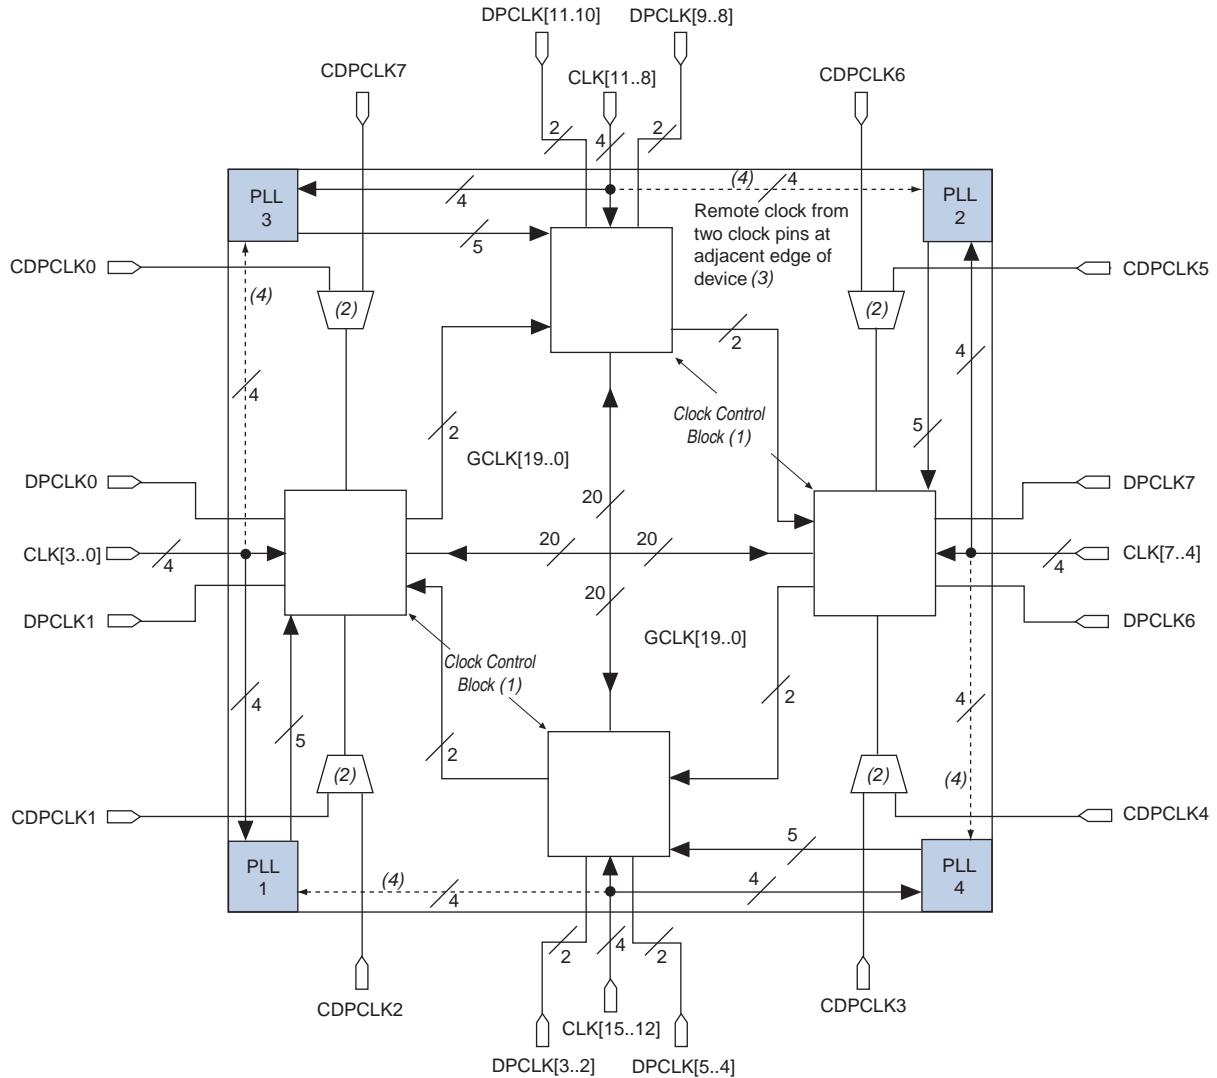 DPCLK[11.10]
DPCLK[9..8]
CDPCLK7
CLK[11..8]
CDPCLK6
2
4
2
PLL
3
4
(4)
4
PLL
2
Remote clock from
two clock pins at
adjacent edge of
device (3)
5
CDPCLK0
CDPCLK5
(4)
(2)
(2)
2
4
4
Clock Control
Block (1)
2
5
GCLK[19..0]
DPCLK0
DPCLK7
20
CLK[3..0]
4
20
20
4
CLK[7..4]
20
DPCLK1
DPCLK6
GCLK[19..0]
Clock Control
Block (1)
4
5
2
2
4
(2)
(2)
(4)
CDPCLK1
CDPCLK4
5
PLL
1
(4)
4
4
PLL
4
2
4
2
CDPCLK2
CDPCLK3
CLK[15..12]
DPCLK[3..2]
DPCLK[5..4]